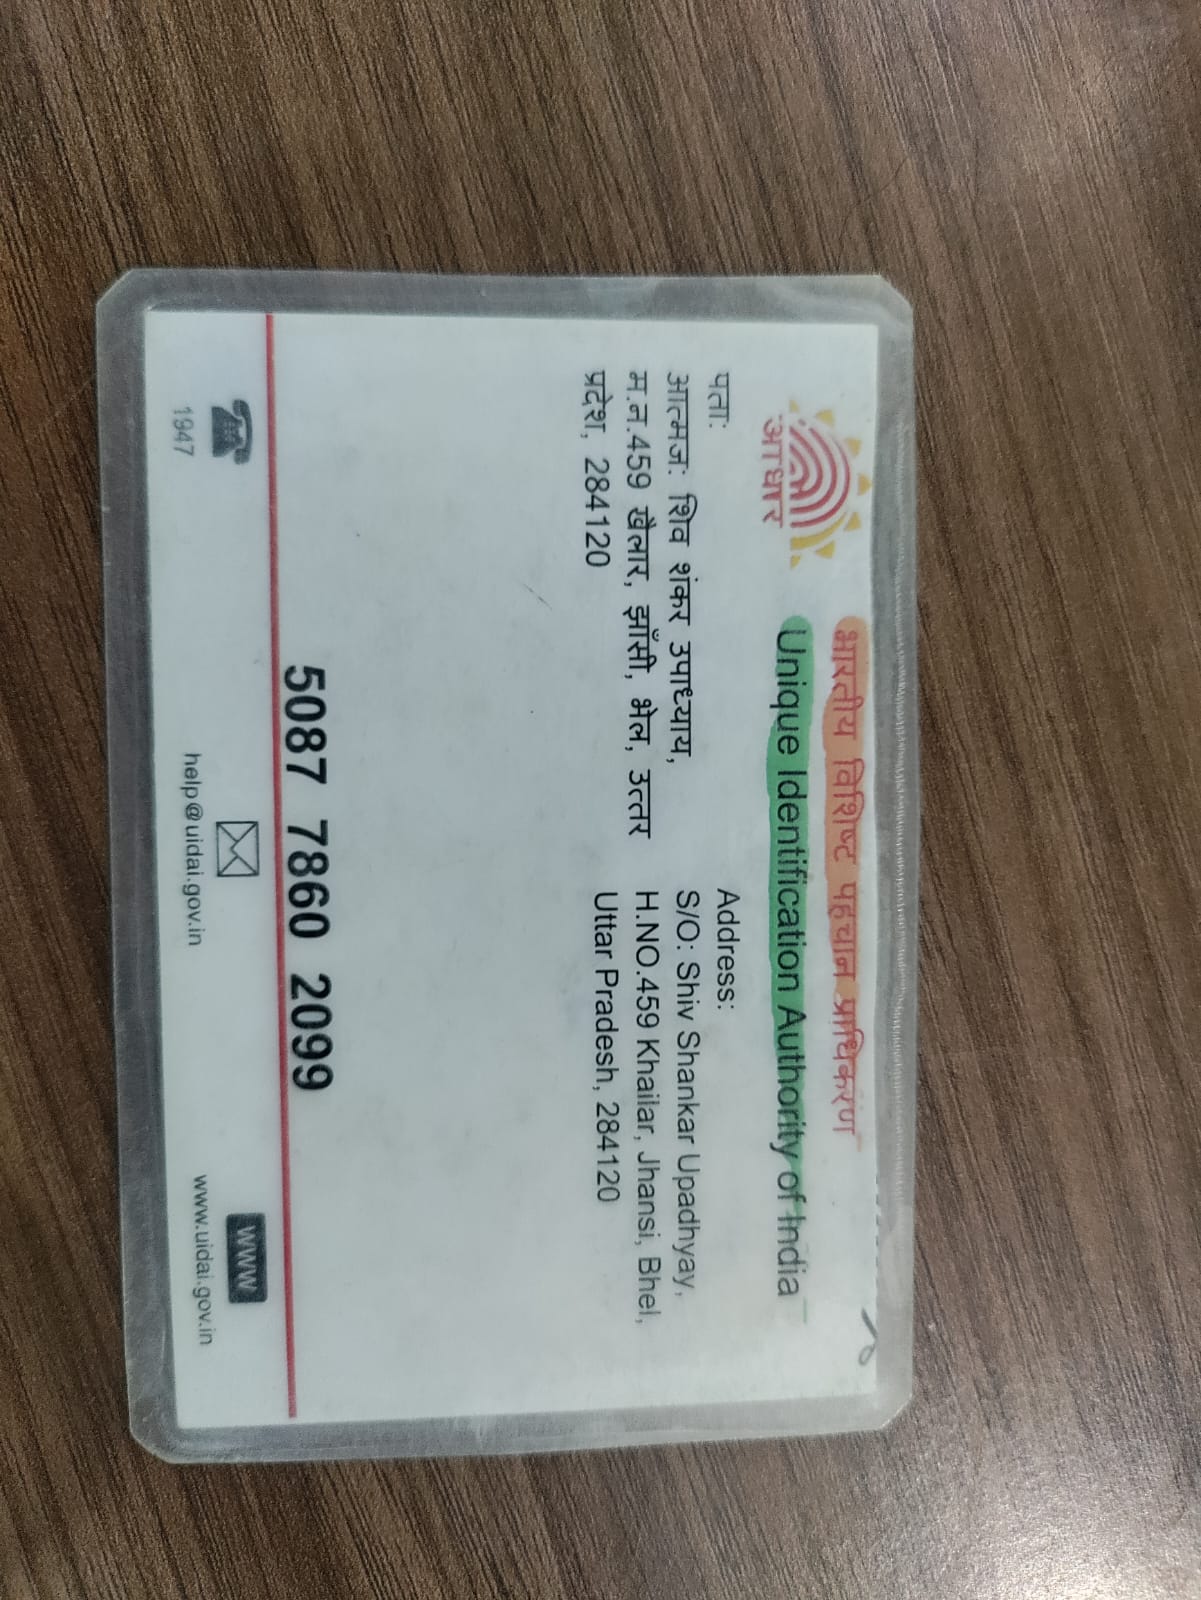 भारतीय विशिष्ट पहचान प्राधिकरण
Unique Identification Authority of India
आधार
पता:
आत्मज: शिव शंकर उपाध्याय,
म.न.459 खैलार, झाँसी, भेल, उत्तर
प्रदेश, 284120
Address:
S/O: Shiv Shankar Upadhyay,
H.NO.459 Khailar, Jhansi, Bhel,
Uttar Pradesh, 284120
5087 7860 2099
1947
help@uidai.gov.in
WWW
www.uidai.gov.in